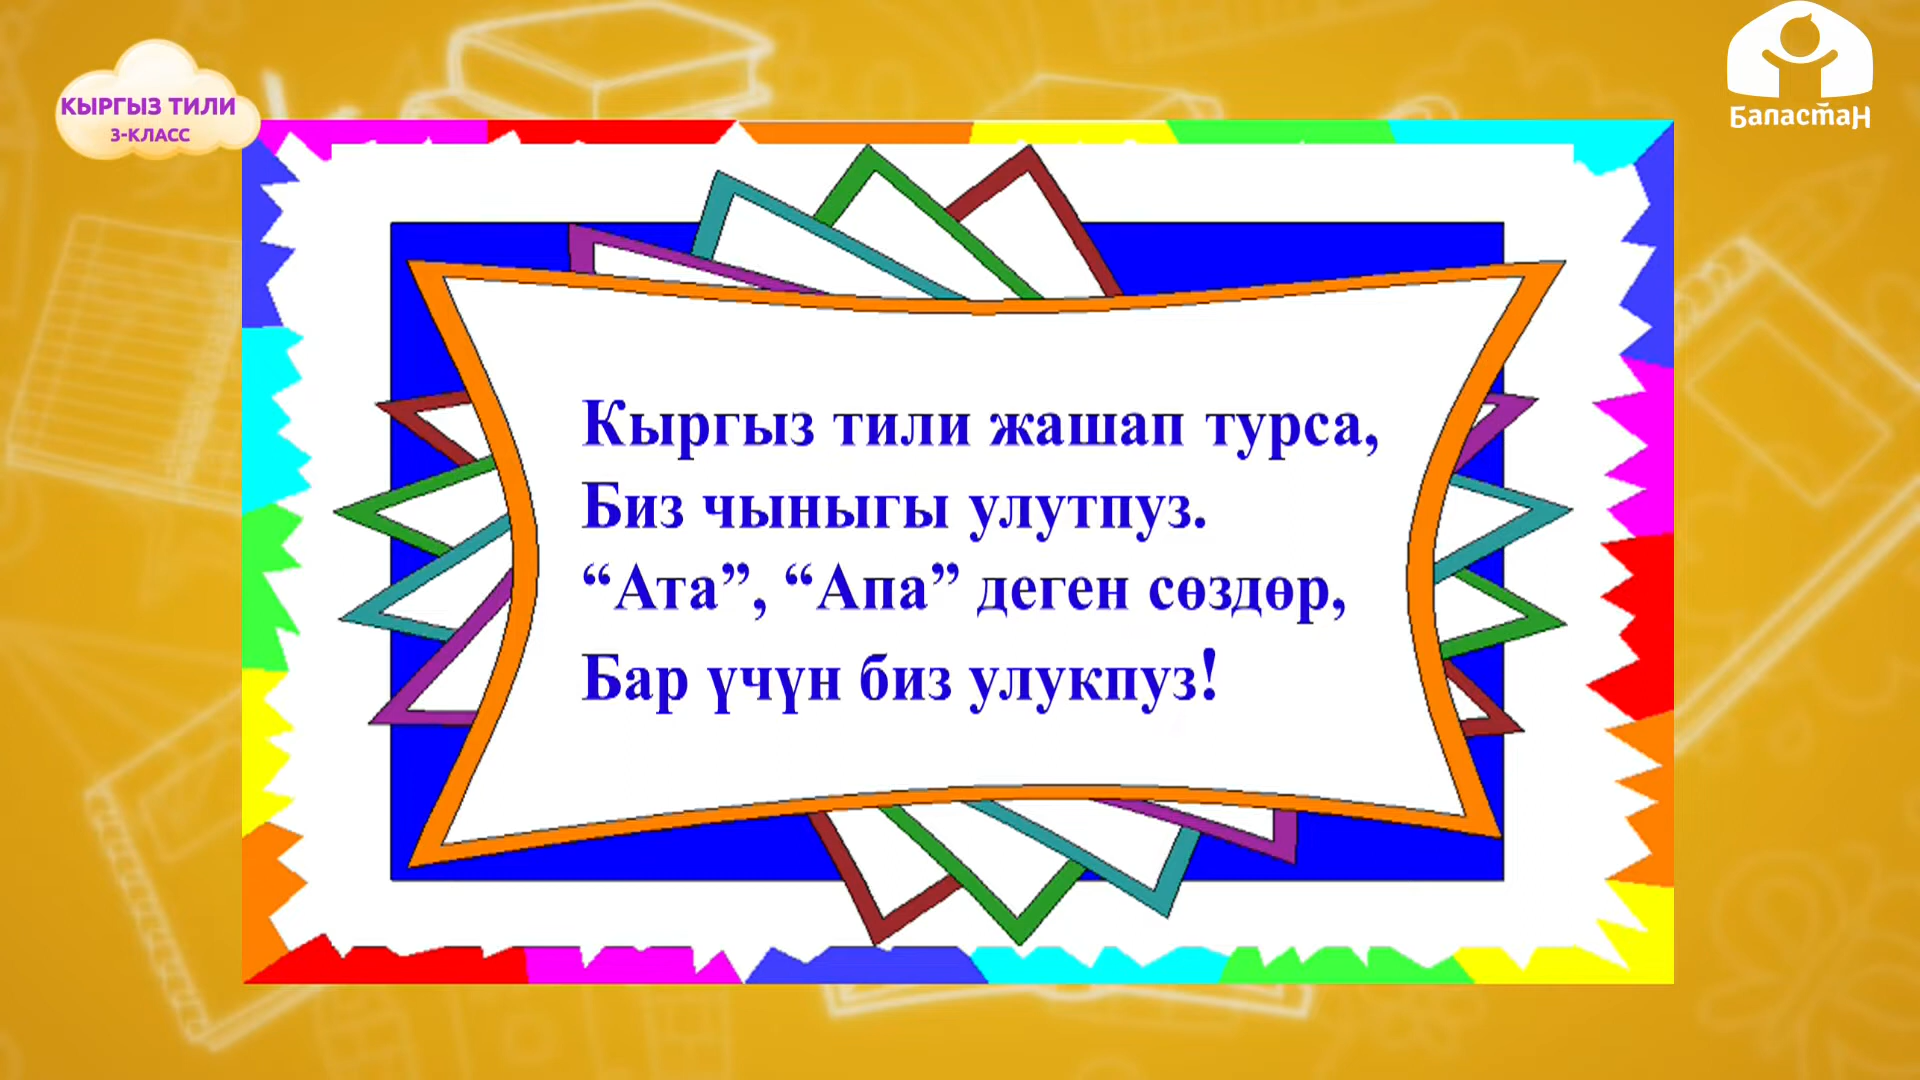 КЫРГЫЗ ТИЛИ
3-КЛАСС
Баластан
Кыргыз тили жашап турса,
Биз чыныгы улутпуз.
“Ата”, “Апа” деген сөздөр,
Бар үчүн биз улукпуз!